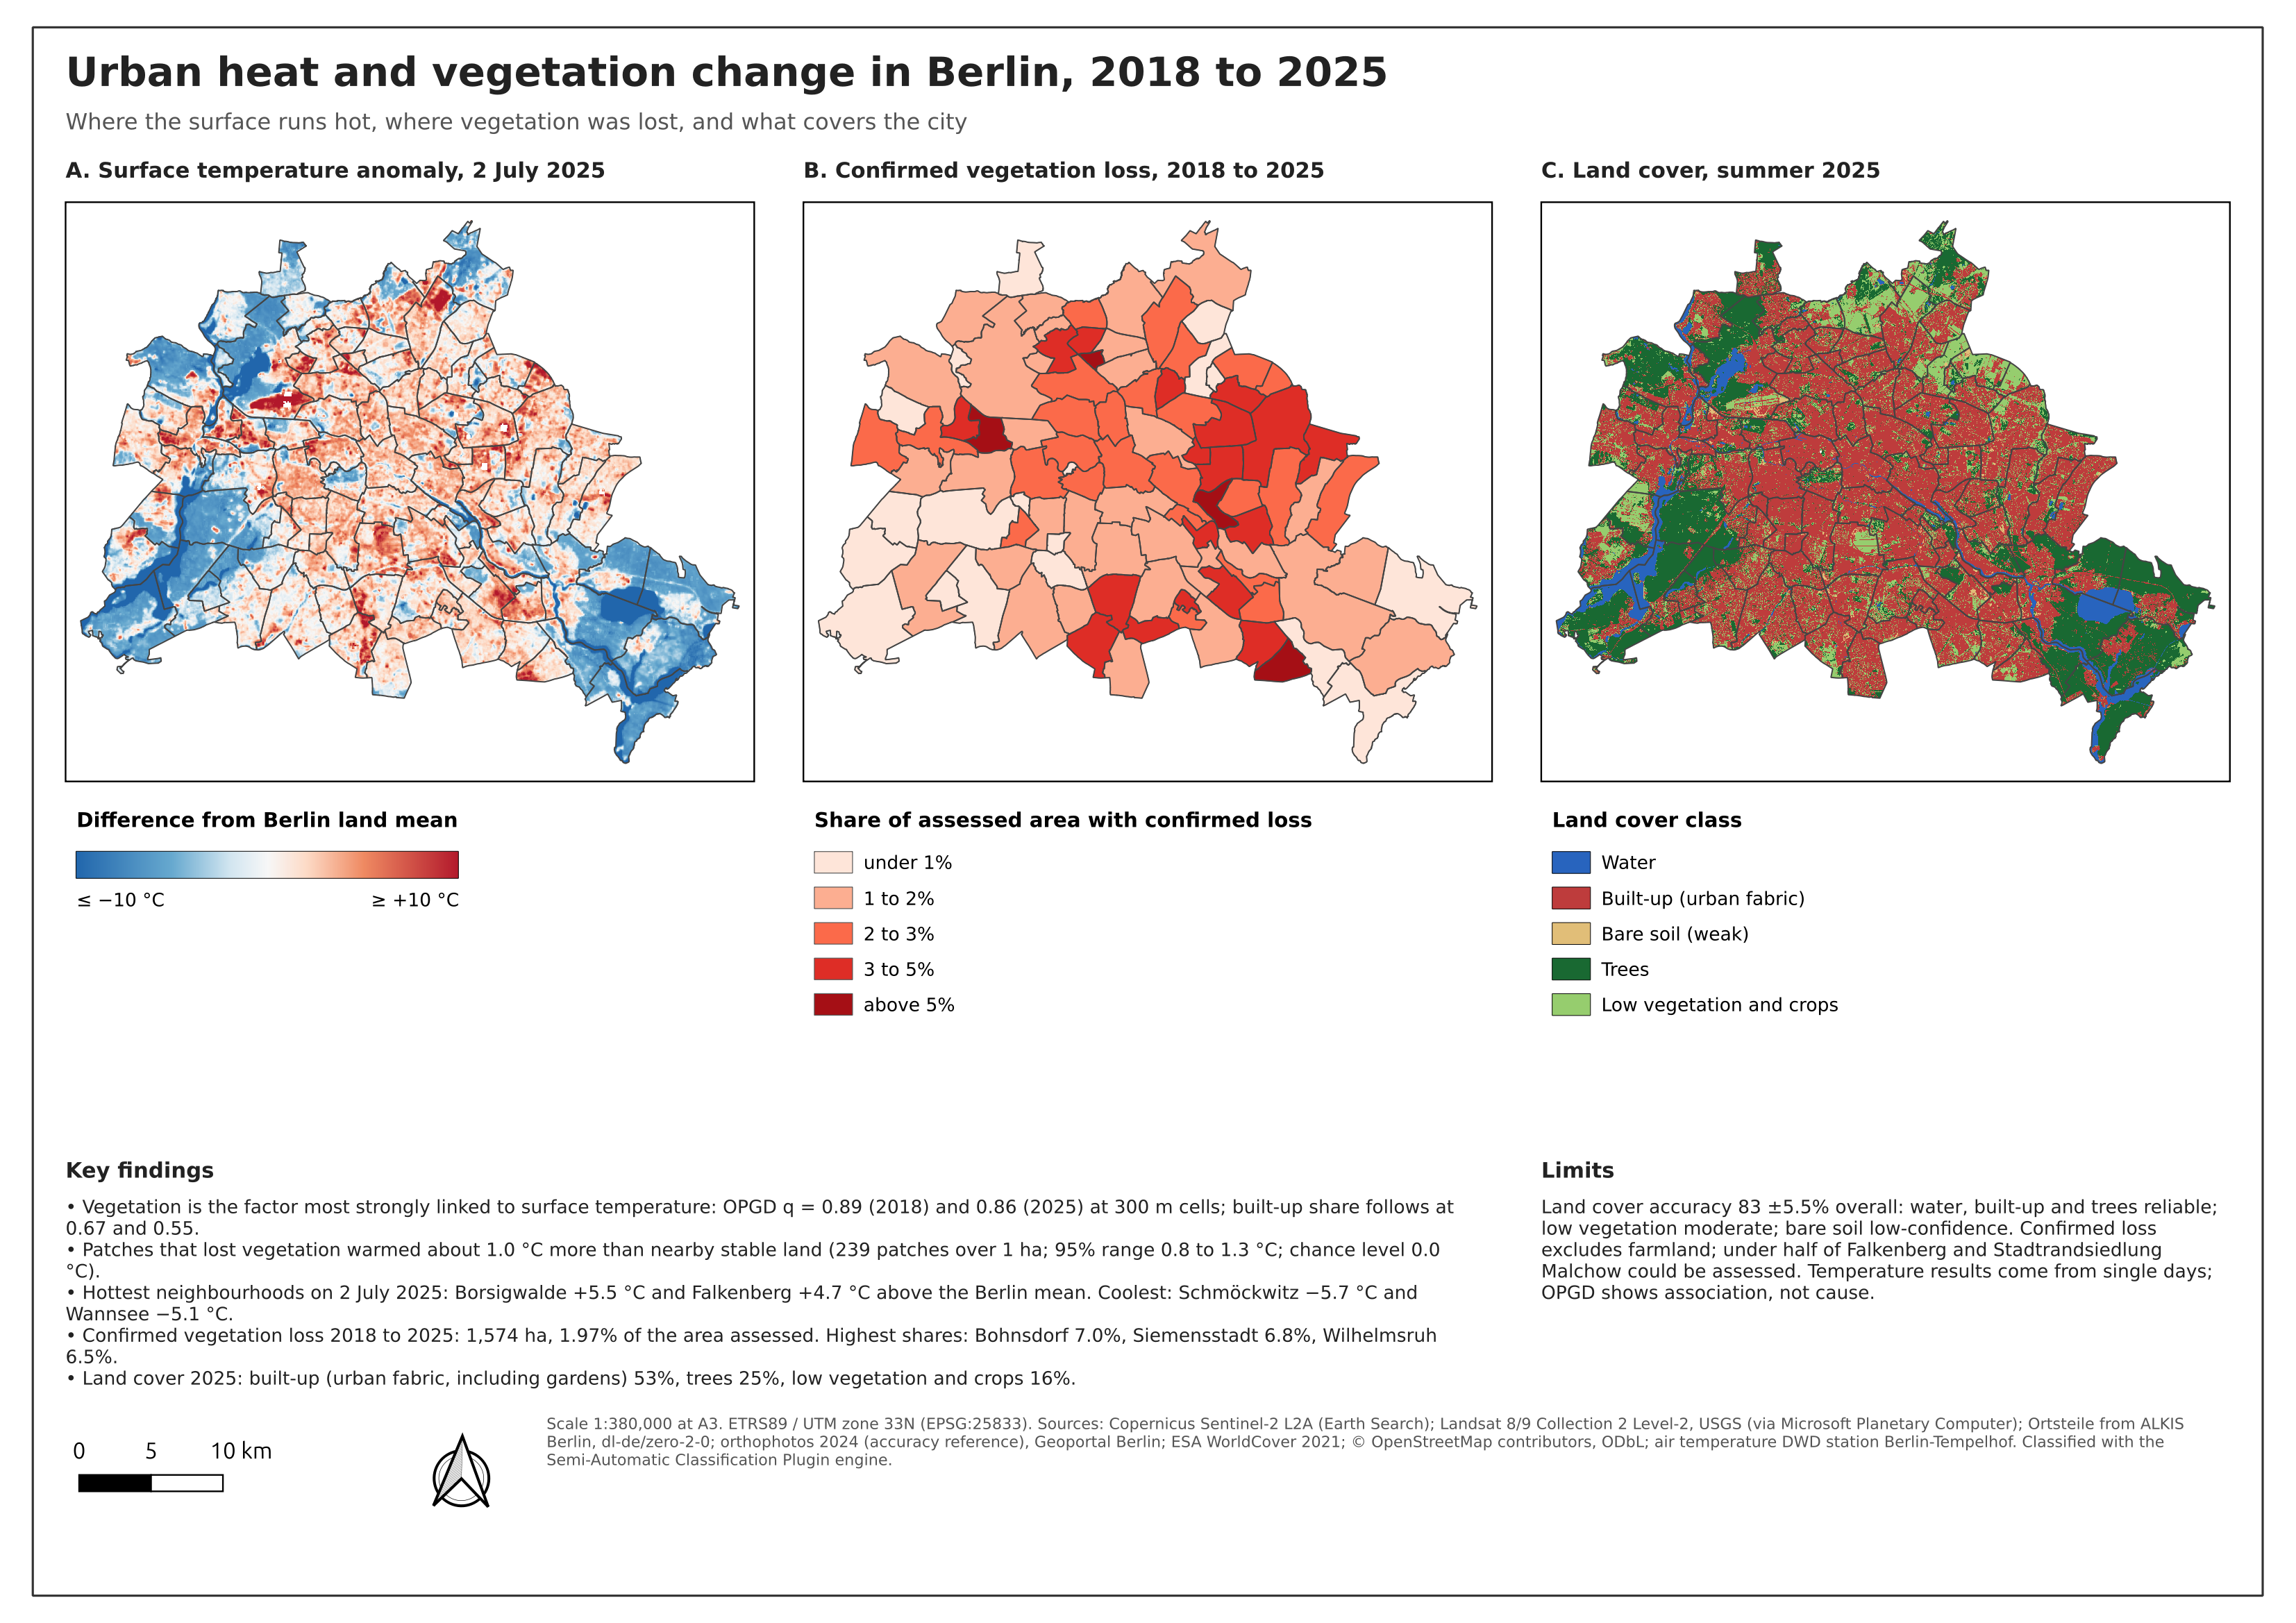 Urban heat and vegetation change in Berlin, 2018 to 2025
Where the surface runs hot, where vegetation was lost, and what covers the city
A. Surface temperature anomaly, 2 July 2025
B. Confirmed vegetation loss, 2018 to 2025
C. Land cover, summer 2025
Difference from Berlin land mean
≤ −10 °C
≥ +10 °C
Share of assessed area with confirmed loss
under 1%
1 to 2%
2 to 3%
3 to 5%
above 5%
Land cover class
Water
Built-up (urban fabric)
Bare soil (weak)
Trees
Low vegetation and crops
Key findings
• Vegetation is the factor most strongly linked to surface temperature: OPGD q = 0.89 (2018) and 0.86 (2025) at 300 m cells; built-up share follows at
0.67 and 0.55.
• Patches that lost vegetation warmed about 1.0 °C more than nearby stable land (239 patches over 1 ha; 95% range 0.8 to 1.3 °C; chance level 0.0
°C).
• Hottest neighbourhoods on 2 July 2025: Borsigwalde +5.5 °C and Falkenberg +4.7 °C above the Berlin mean. Coolest: Schmöckwitz −5.7 °C and
Wannsee −5.1 °C.
• Confirmed vegetation loss 2018 to 2025: 1,574 ha, 1.97% of the area assessed. Highest shares: Bohnsdorf 7.0%, Siemensstadt 6.8%, Wilhelmsruh
6.5%.
• Land cover 2025: built-up (urban fabric, including gardens) 53%, trees 25%, low vegetation and crops 16%.
Limits
Land cover accuracy 83 ±5.5% overall: water, built-up and trees reliable;
low vegetation moderate; bare soil low-confidence. Confirmed loss
excludes farmland; under half of Falkenberg and Stadtrandsiedlung
Malchow could be assessed. Temperature results come from single days;
OPGD shows association, not cause.
0 5 10 km
Scale 1:380,000 at A3. ETRS89 / UTM zone 33N (EPSG:25833). Sources: Copernicus Sentinel-2 L2A (Earth Search); Landsat 8/9 Collection 2 Level-2, USGS (via Microsoft Planetary Computer); Ortsteile from ALKIS
Berlin, dl-de/zero-2-0; orthophotos 2024 (accuracy reference), Geoportal Berlin; ESA WorldCover 2021; © OpenStreetMap contributors, ODbL; air temperature DWD station Berlin-Tempelhof. Classified with the
Semi-Automatic Classification Plugin engine.